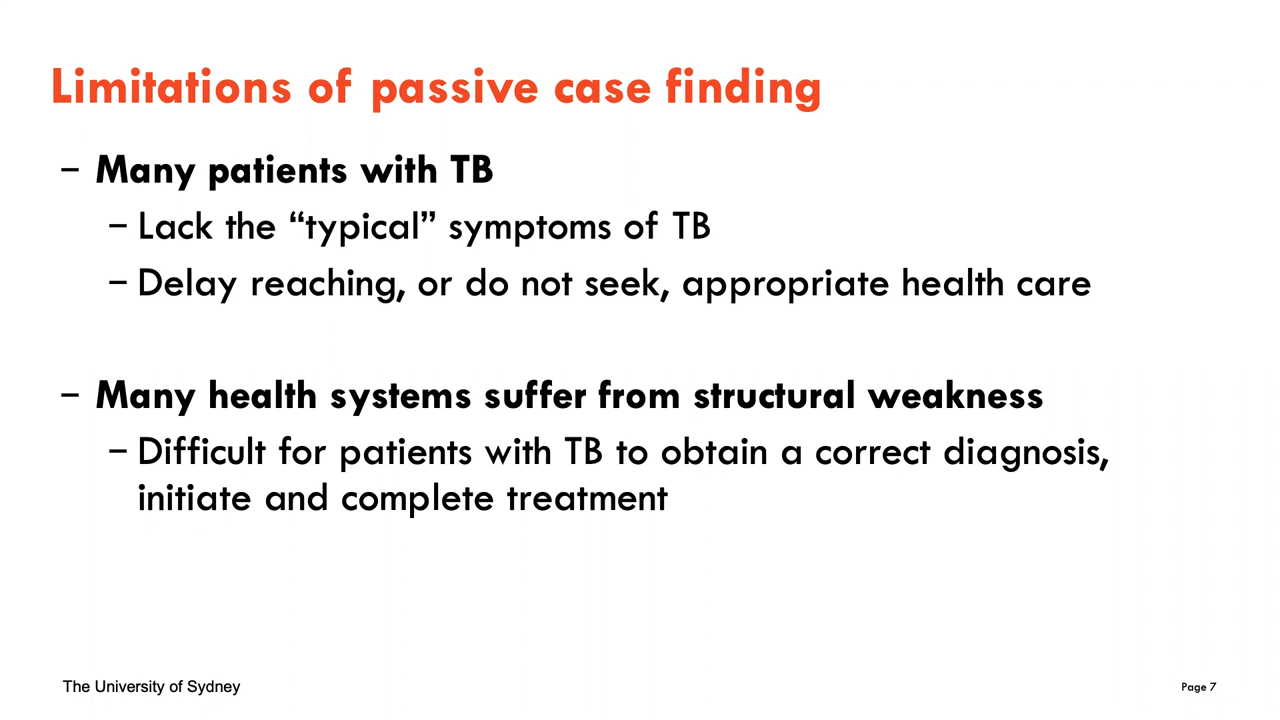 Limitations of passive case finding
– Many patients with TB
– Lack the “typical” symptoms of TB
– Delay reaching, or do not seek, appropriate health care
– Many health systems suffer from structural weakness
– Difficult for patients with TB to obtain a correct diagnosis,
initiate and complete treatment
The University of Sydney
Page 7